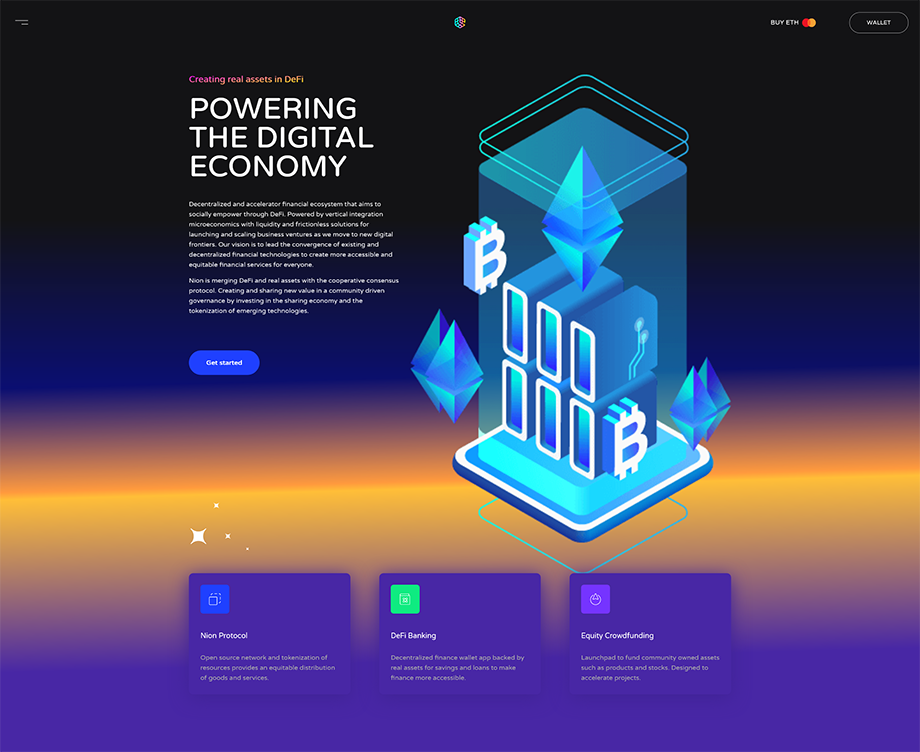 BUY ETH
WALLET
Creating real assets in DeFi
POWERING
THE DIGITAL
ECONOMY
Decentralized and accelerator financial ecosystem that aims to
socially empower through DeFi. Powered by vertical integration
microeconomics with liquidity and frictionless solutions for
launching and scaling business ventures as we move to new digital
frontiers. Our vision is to lead the convergence of existing and
decentralized financial technologies to create more accessible and
equitable financial services for everyone.
Nion is merging DeFi and real assets with the cooperative consensus
protocol. Creating and sharing new value in a community driven
governance by investing in the sharing economy and the
tokenization of emerging technologies.
Get started
Nion Protocol
Open source network and tokenization of
resources provides an equitable distribution
of goods and services.
DeFi Banking
Decentralized finance wallet app backed by
real assets for savings and loans to make
finance more accessible.
Equity Crowdfunding
Launchpad to fund community owned assets
such as products and stocks. Designed to
accelerate projects.